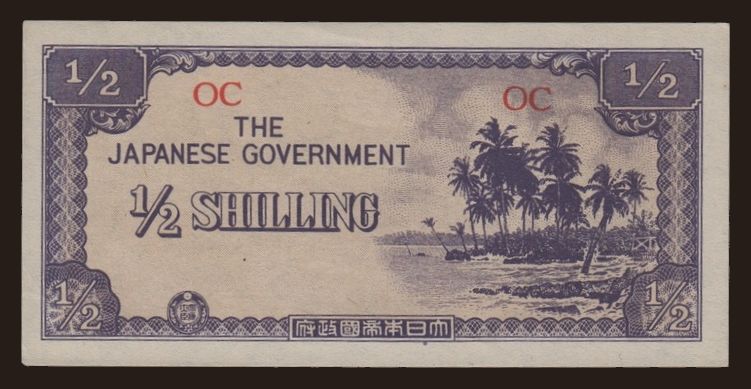 1/2 1/2
OC OC
THE
JAPANESE GOVERNMENT
1/2 SHILLING
1/2 1/2
府政國帝本日大